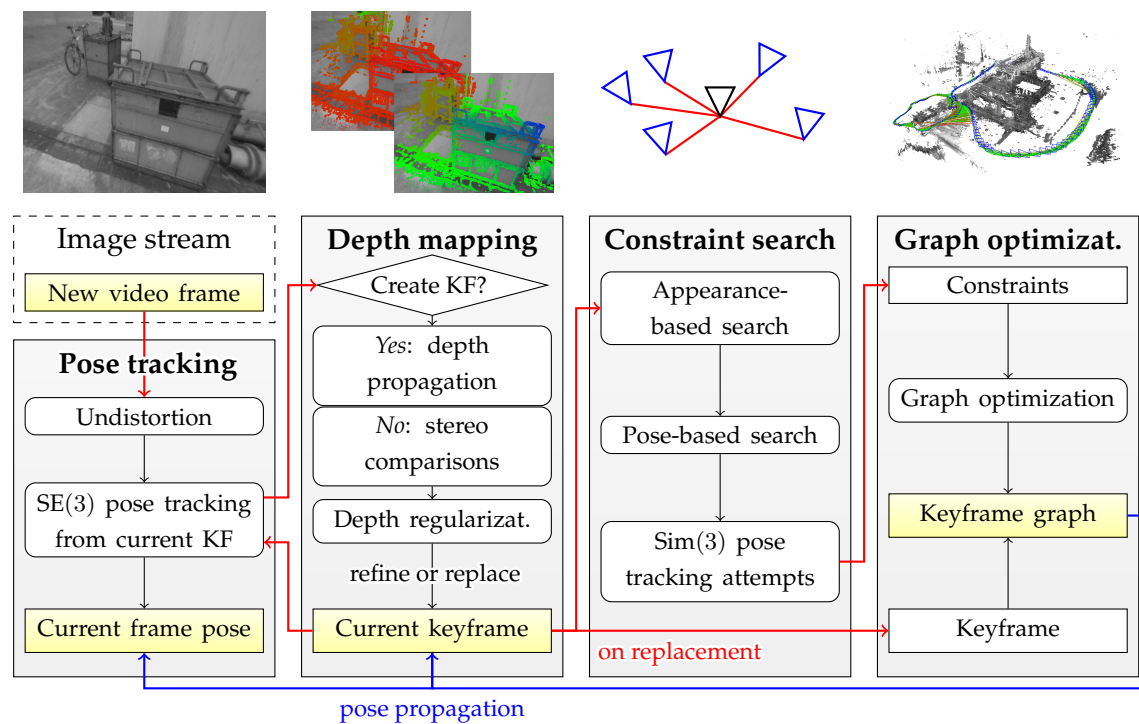 Image stream
New video frame
Pose tracking
Undistortion
SE(3) pose tracking
from current KF
Current frame pose
Depth mapping
Create KF?
Yes: depth
propagation
No: stereo
comparisons
Depth regularizat.
refine or replace
Current keyframe
Constraint search
Appearance-
based search
Pose-based search
Sim(3) pose
tracking attempts
on replacement
Graph optimizat.
Constraints
Graph optimization
Keyframe graph
Keyframe
pose propagation